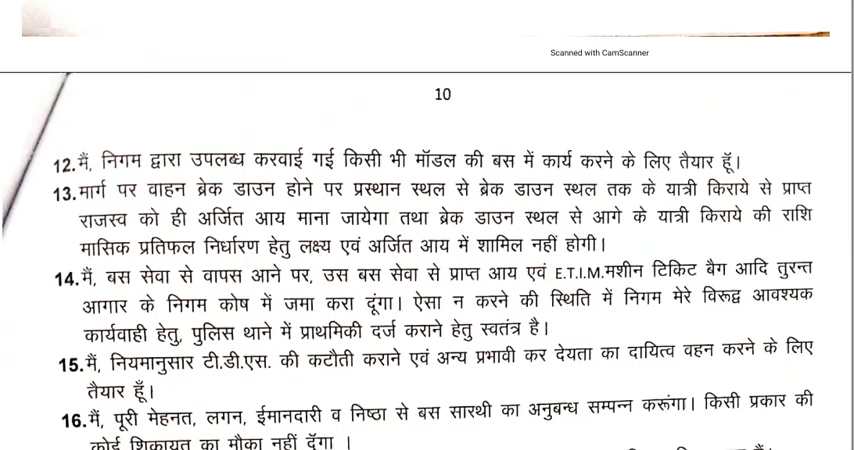 Scanned with CamScanner
10
12. मैं, निगम द्वारा उपलब्ध करवाई गई किसी भी मॉडल की बस में कार्य करने के लिए तैयार हूँ।
13. मार्ग पर वाहन ब्रेक डाउन होने पर प्रस्थान स्थल से ब्रेक डाउन स्थल तक के यात्री किराये से प्राप्त
राजस्व को ही अर्जित आय माना जायेगा तथा ब्रेक डाउन स्थल से आगे के यात्री किराये की राशि
मासिक प्रतिफल निर्धारण हेतु लक्ष्य एवं अर्जित आय में शामिल नहीं होगी।
14. मैं, बस सेवा से वापस आने पर, उस बस सेवा से प्राप्त आय एवं E.T.I.M.मशीन टिकिट बैग आदि तुरन्त
आगार के निगम कोष में जमा करा दूंगा। ऐसा न करने की स्थिति में निगम मेरे विरूद्व आवश्यक
कार्यवाही हेतु, पुलिस थाने में प्राथमिकी दर्ज कराने हेतु स्वतंत्र है।
15. मैं, नियमानुसार टी.डी.एस. की कटौती कराने एवं अन्य प्रभावी कर देयता का दायित्व वहन करने के लिए
तैयार हूँ।
16. मैं, पूरी मेहनत, लगन, ईमानदारी व निष्ठा से बस सारथी का अनुबन्ध सम्पन्न करूंगा। किसी प्रकार की
कोई शिकायत का मौका नहीं दूँगा ।